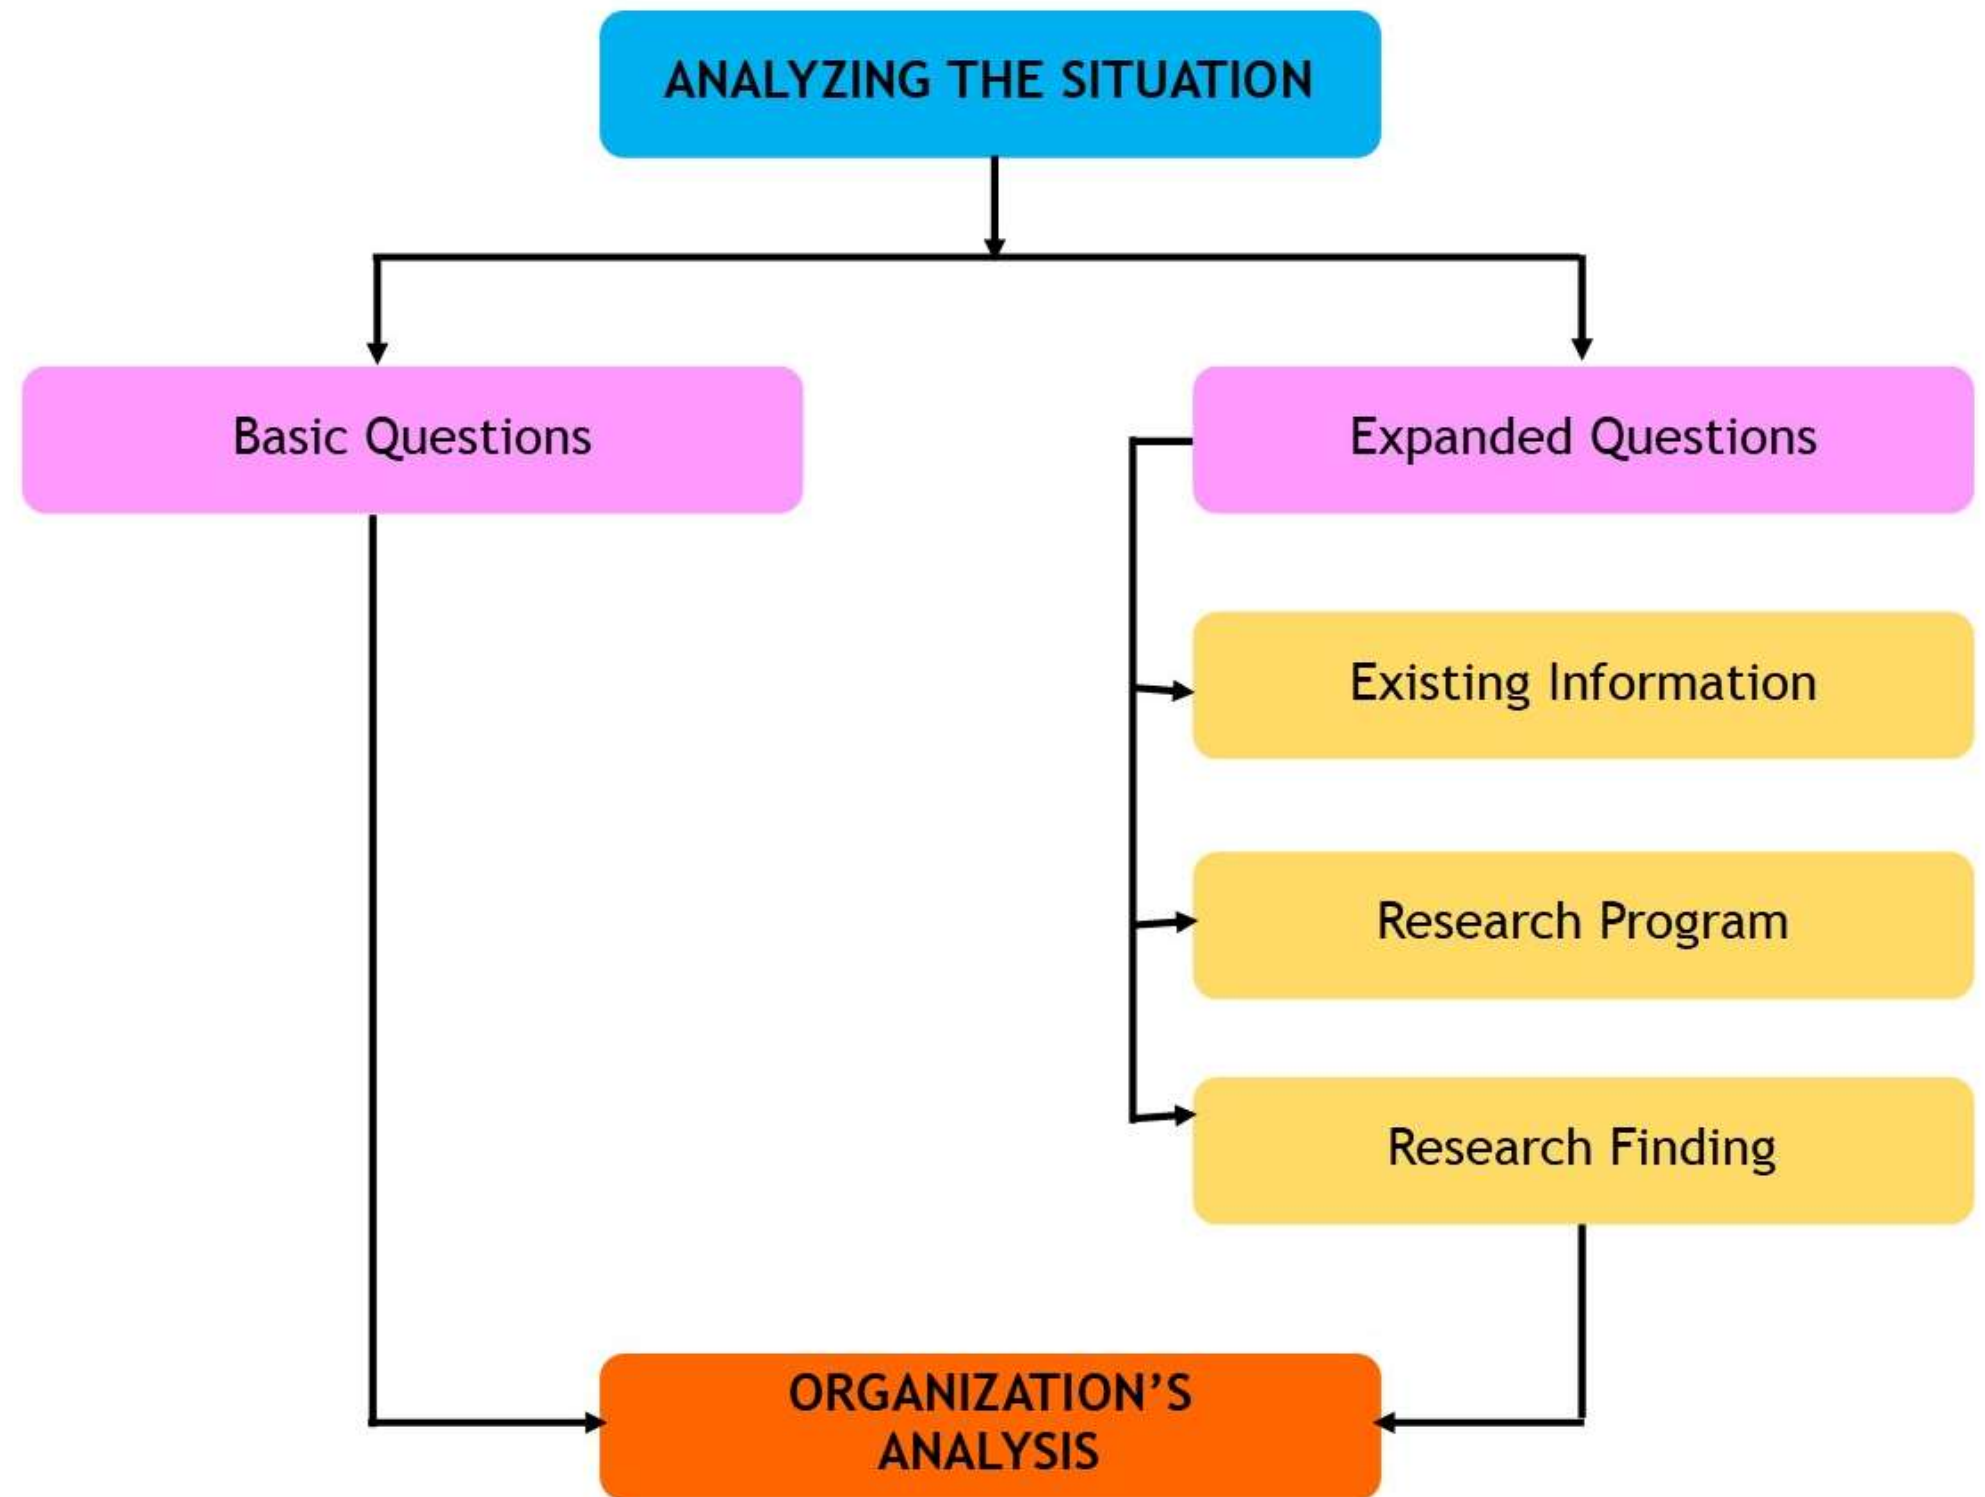 ANALYZING THE SITUATION
Basic Questions
Expanded Questions
Existing Information
Research Program
Research Finding
ORGANIZATION’S
ANALYSIS